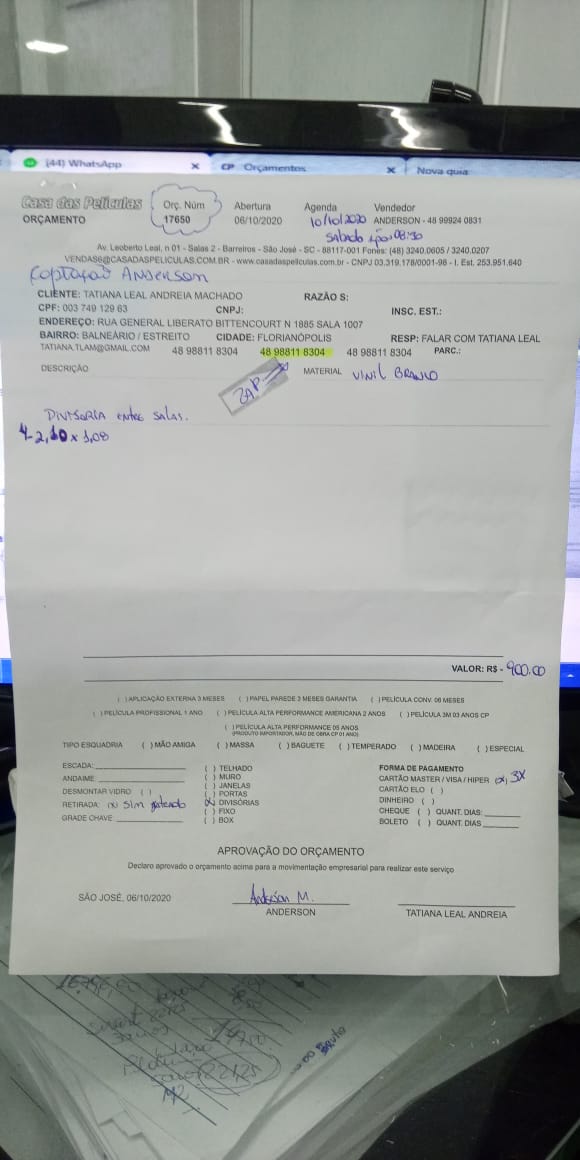 (44) WhatsApp × CP Orçamentos × Nova guia
Casa das Películas Orç. Núm Abertura Agenda Vendedor
ORÇAMENTO 17650 06/10/2020 10/10/2020 ANDERSON - 48 99924 0831
Sabado 08:30
Av. Leoberto Leal, n 01 - Salas 2 - Barreiros - São José - SC - 88117-001 Fones: (48) 3240.0605 / 3240.0207
VENDAS6@CASADASPELICULAS.COM.BR - www.casadaspeliculas.com.br - CNPJ 03.319.178/0001-98 - I. Est. 253.951.640
Captação Anderson
CLIENTE: TATIANA LEAL ANDREIA MACHADO RAZÃO S:
CPF: 003 749 129 63 CNPJ: INSC. EST.:
ENDEREÇO: RUA GENERAL LIBERATO BITTENCOURT N 1885 SALA 1007
BAIRRO: BALNEÁRIO / ESTREITO CIDADE: FLORIANÓPOLIS RESP: FALAR COM TATIANA LEAL
TATIANA.TLAM@GMAIL.COM 48 98811 8304 48 98811 8304 48 98811 8304 PARC.:
DESCRIÇÃO ZAP MATERIAL VINIL BRANCO
DIVISORIA entre SALAS.
4-2,10 x 1,08
VALOR: R$ - 900,00
( ) APLICAÇÃO EXTERNA 3 MESES ( ) PAPEL PAREDE 3 MESES GARANTIA ( ) PELÍCULA CONV. 06 MESES
( ) PELÍCULA PROFISSIONAL 1 ANO ( ) PELÍCULA ALTA PERFORMANCE AMERICANA 2 ANOS ( ) PELÍCULA 3M 03 ANOS CP
( ) PELÍCULA ALTA PERFORMANCE 05 ANOS
(PRODUTO IMPORTADOR, MÃO DE OBRA CP 01 ANO)
TIPO ESQUADRIA ( ) MÃO AMIGA ( ) MASSA ( ) BAGUETE ( ) TEMPERADO ( ) MADEIRA ( ) ESPECIAL
ESCADA: ( ) TELHADO FORMA DE PAGAMENTO
ANDAIME ( ) MURO CARTÃO MASTER / VISA / HIPER (x) 3X
DESMONTAR VIDRO ( ) ( ) JANELAS CARTÃO ELO ( )
( ) PORTAS DINHEIRO ( )
RETIRADA: sim (x) DIVISÓRIAS CHEQUE ( ) QUANT. DIAS:
GRADE CHAVE ( ) FIXO BOLETO ( ) QUANT. DIAS
( ) BOX
APROVAÇÃO DO ORÇAMENTO
Declaro aprovado o orçamento acima para a movimentação empresarial para realizar este serviço
SÃO JOSÉ, 06/10/2020 Anderson M.
ANDERSON TATIANA LEAL ANDREIA